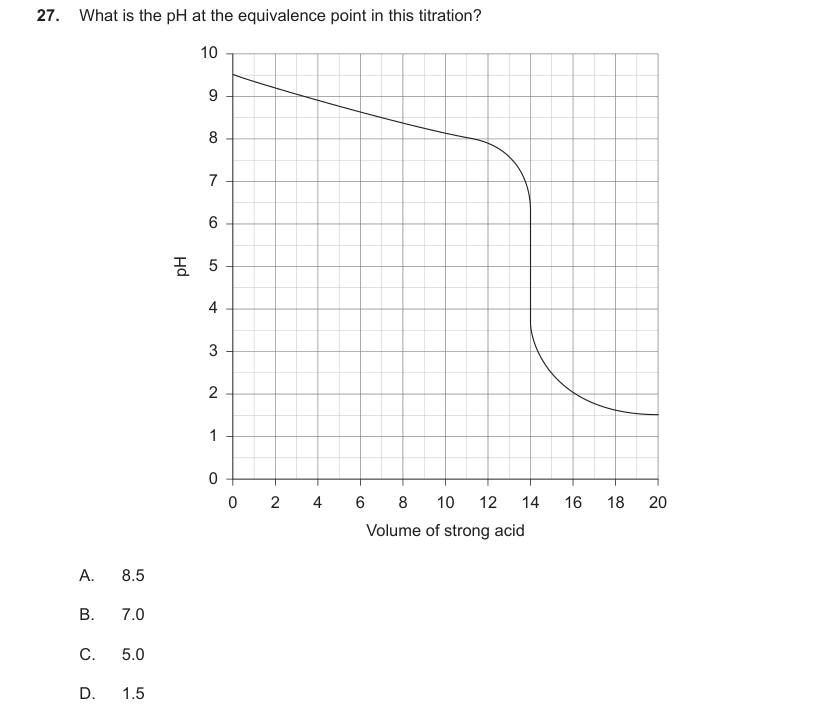 27. What is the pH at the equivalence point in this titration?
10
9
8
7
6
5
4
3
2
1
0
pH
0 2 4 6 8 10 12 14 16 18 20
Volume of strong acid
A. 8.5
B. 7.0
C. 5.0
D. 1.5